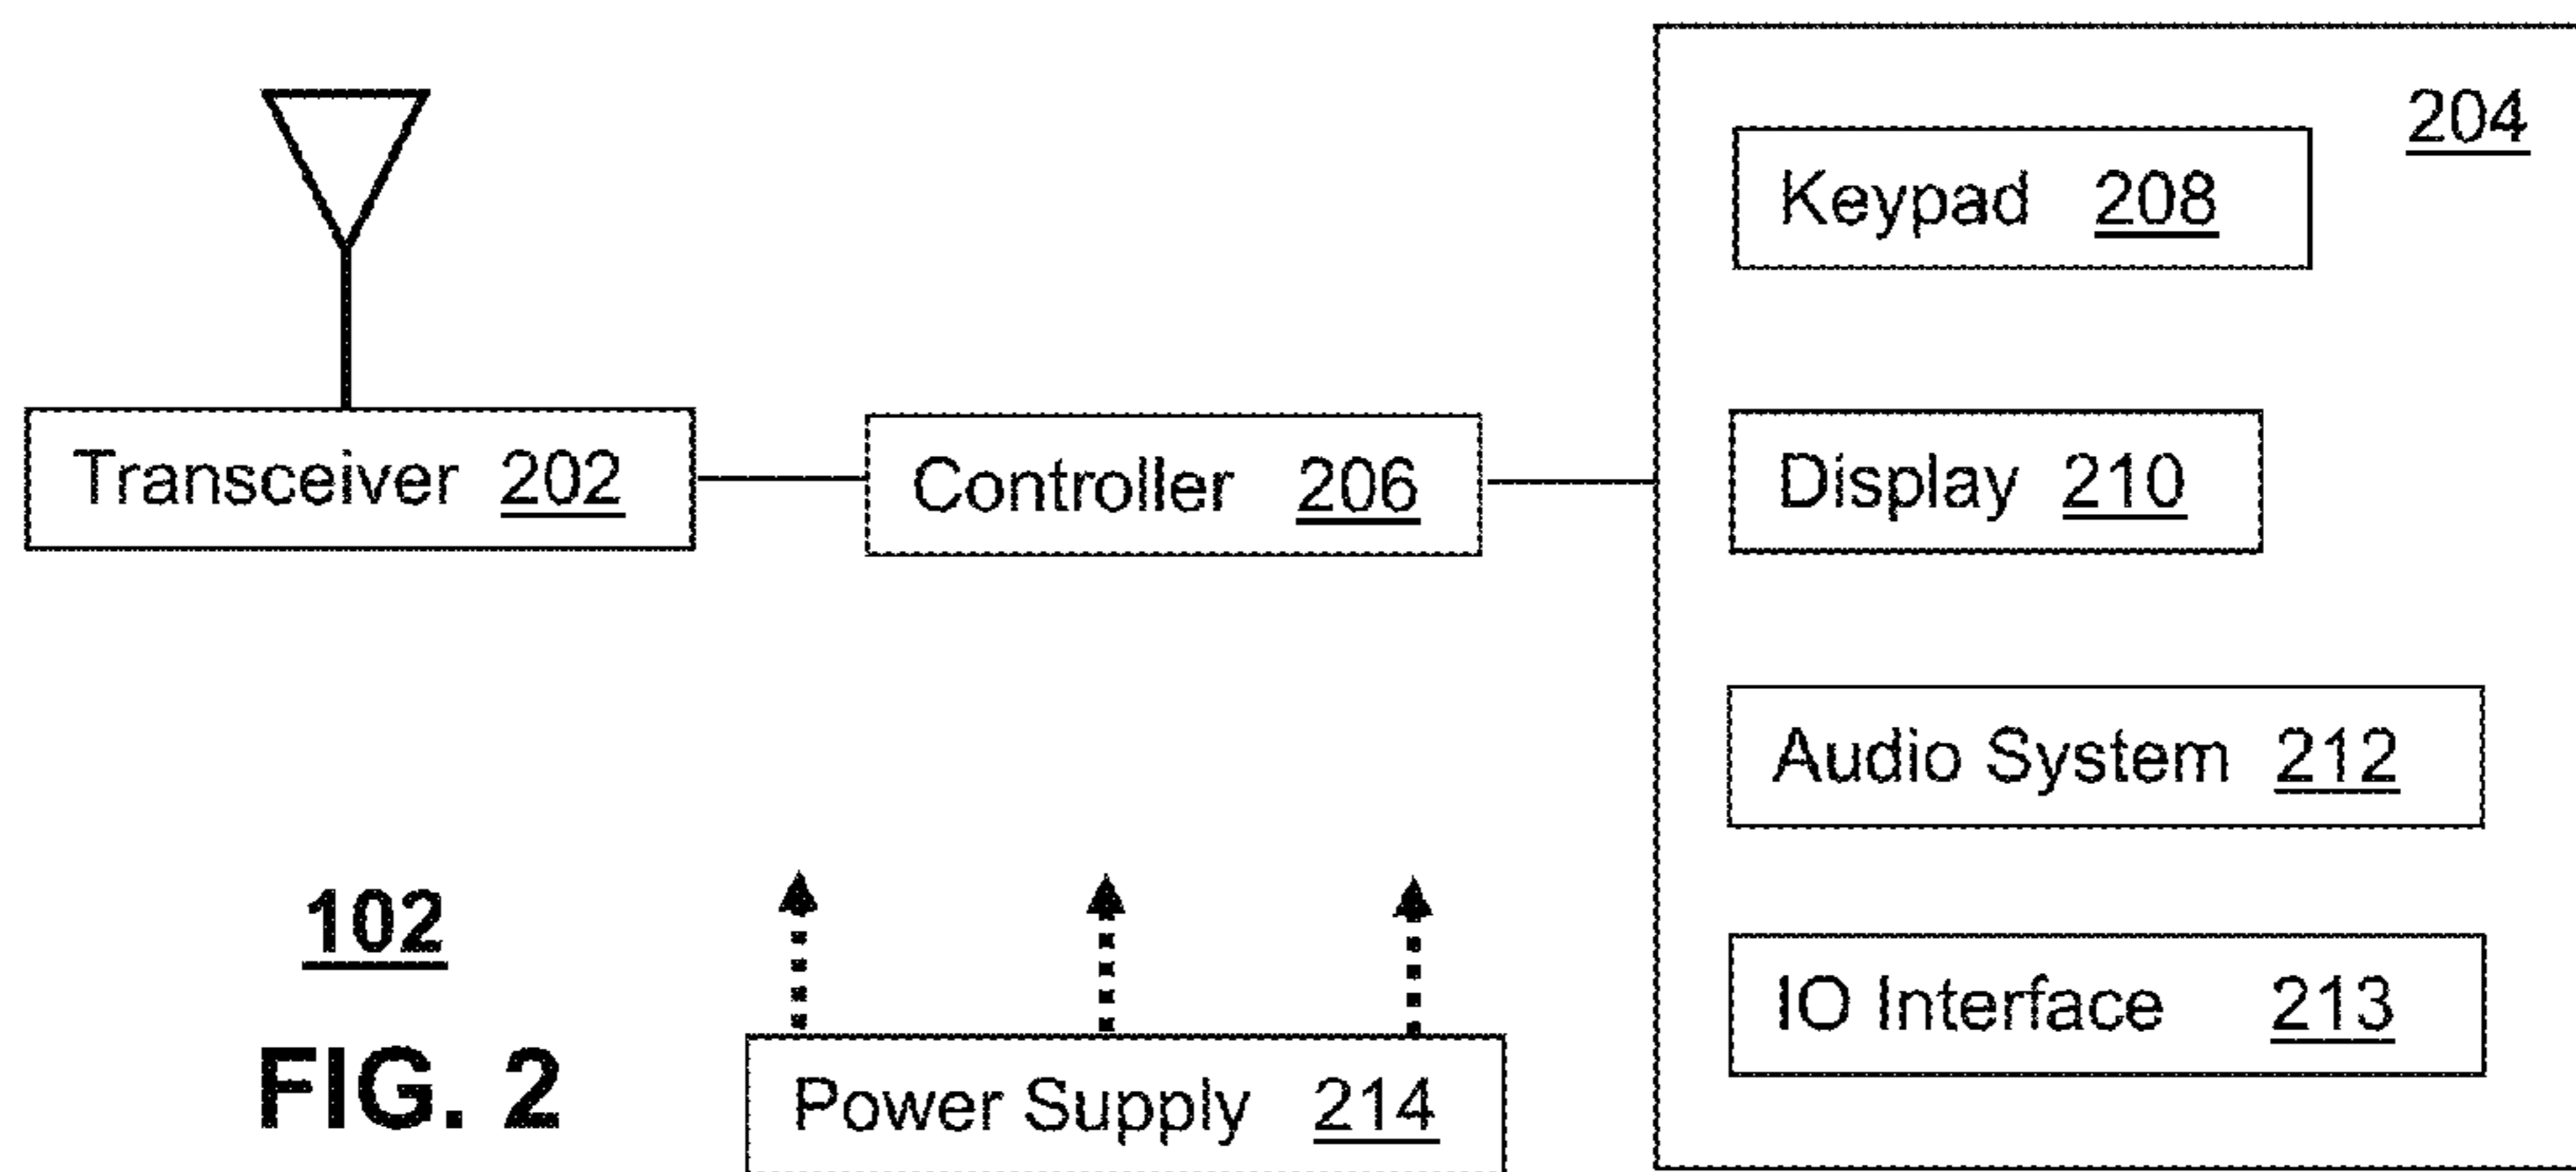 204
Keypad 208
Transceiver 202
Controller 206
Display 210
Audio System 212
102
IO Interface 213
FIG. 2
Power Supply 214